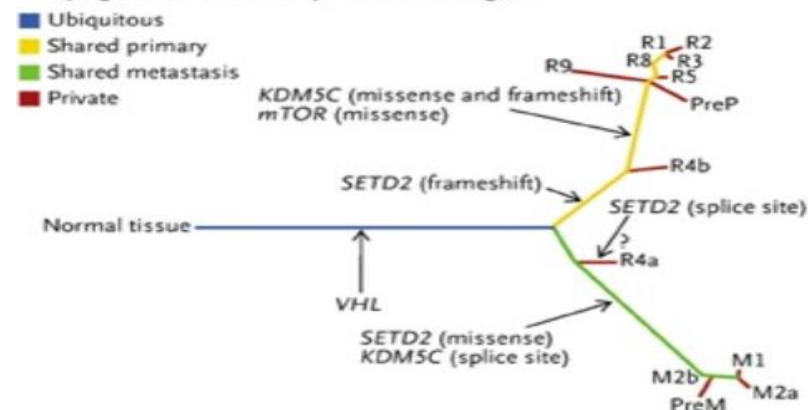 Ubiquitous
Shared primary
Shared metastasis
Private
R1
R2
R8
R3
R9
R5
PreP
KDM5C (missense and frameshift)
mTOR (missense)
R4b
SETD2 (frameshift)
SETD2 (splice site)
Normal tissue
?
R4a
VHL
SETD2 (missense)
KDM5C (splice site)
M1
M2b
M2a
PreM